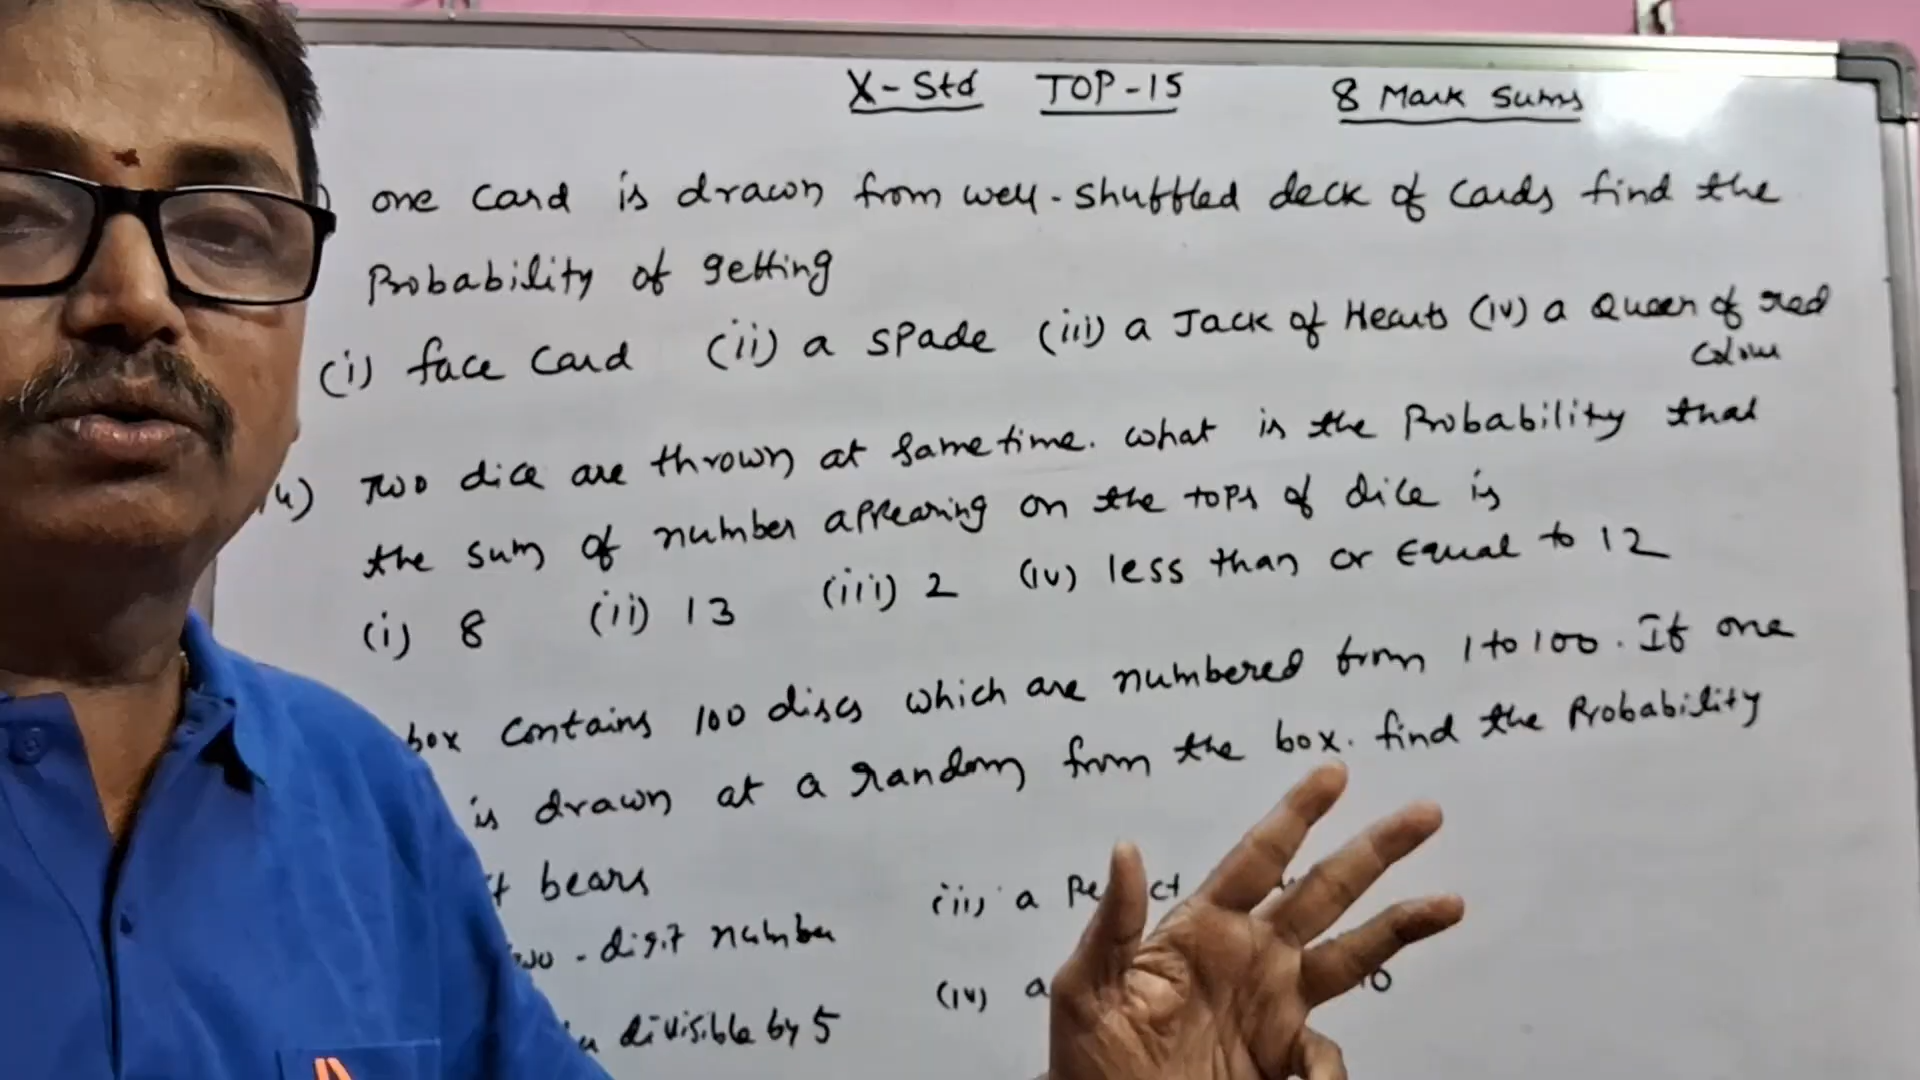 X-Std TOP-15 8 Mark Sums
) one card is drawn from well-shuffled deck of cards find the
Probability of getting
(i) face card (ii) a spade (iii) a Jack of Hearts (iv) a Queen of red
colour
4) Two dice are thrown at same time. what is the Probability that
the sum of number appearing on the tops of dice is
(i) 8 (ii) 13 (iii) 2 (iv) less than or Equal to 12
box contains 100 discs which are numbered from 1 to 100. If one
is drawn at a random from the box. find the Probability
bears
- digit number (iii) a
divisible by 5 (iv) a